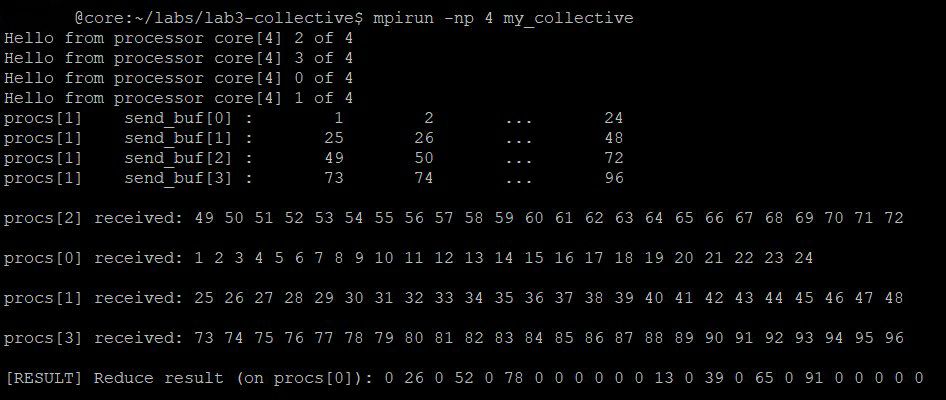 @core:~/labs/lab3-collective$ mpirun -np 4 my_collective
Hello from processor core[4] 2 of 4
Hello from processor core[4] 3 of 4
Hello from processor core[4] 0 of 4
Hello from processor core[4] 1 of 4
procs[1]    send_buf[0] :        1        2       ...       24
procs[1]    send_buf[1] :       25       26       ...       48
procs[1]    send_buf[2] :       49       50       ...       72
procs[1]    send_buf[3] :       73       74       ...       96
procs[2] received: 49 50 51 52 53 54 55 56 57 58 59 60 61 62 63 64 65 66 67 68 69 70 71 72
procs[0] received: 1 2 3 4 5 6 7 8 9 10 11 12 13 14 15 16 17 18 19 20 21 22 23 24
procs[1] received: 25 26 27 28 29 30 31 32 33 34 35 36 37 38 39 40 41 42 43 44 45 46 47 48
procs[3] received: 73 74 75 76 77 78 79 80 81 82 83 84 85 86 87 88 89 90 91 92 93 94 95 96
[RESULT] Reduce result (on procs[0]): 0 26 0 52 0 78 0 0 0 0 0 0 13 0 39 0 65 0 91 0 0 0 0 0